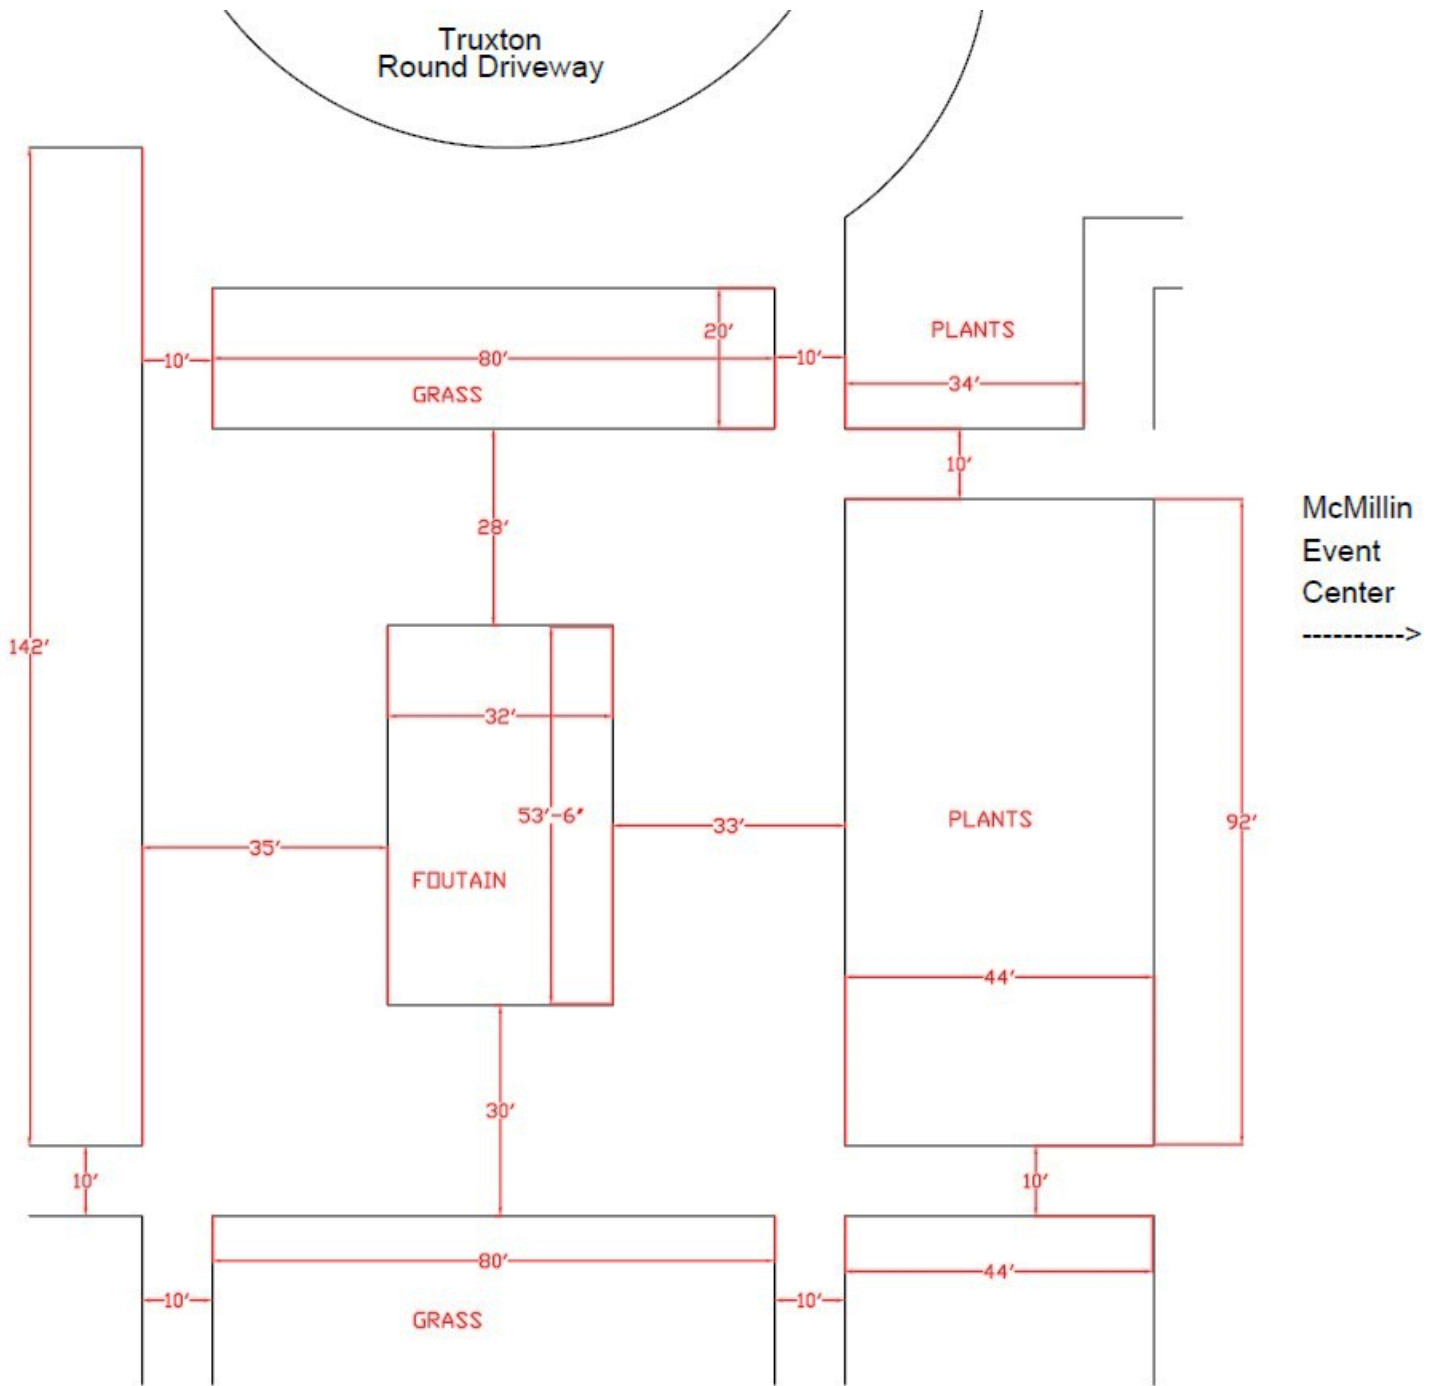 Truxton
Round Driveway
20'
PLANTS
10'
80'
10'
34'
GRASS
10'
28'
McMillin
Event
Center
---------->
142'
32'
53'-6"
33'
PLANTS
92'
35'
FOUTAIN
44'
30'
10'
10'
80'
44'
10'
10'
GRASS